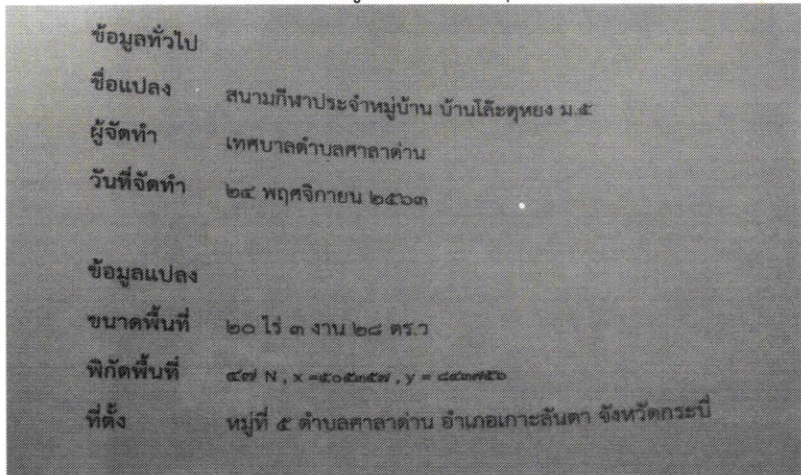 ข้อมูลทั่วไป
ชื่อแปลง สนามกีฬาประจำหมู่บ้าน บ้านโล๊ะดุหยง ม.๕
ผู้จัดทำ เทศบาลตำบลศาลาด่าน
วันที่จัดทำ ๒๔ พฤศจิกายน ๒๕๖๓
ข้อมูลแปลง
ขนาดพื้นที่ ๒๐ ไร่ ๓ งาน ๒๘ ตร.ว
พิกัดพื้นที่ ๔๗ N , x =๕๐๕๓๕๗ , y =
ที่ตั้ง หมู่ที่ ๕ ตำบลศาลาด่าน อำเภอเกาะลันตา จังหวัดกระบี่